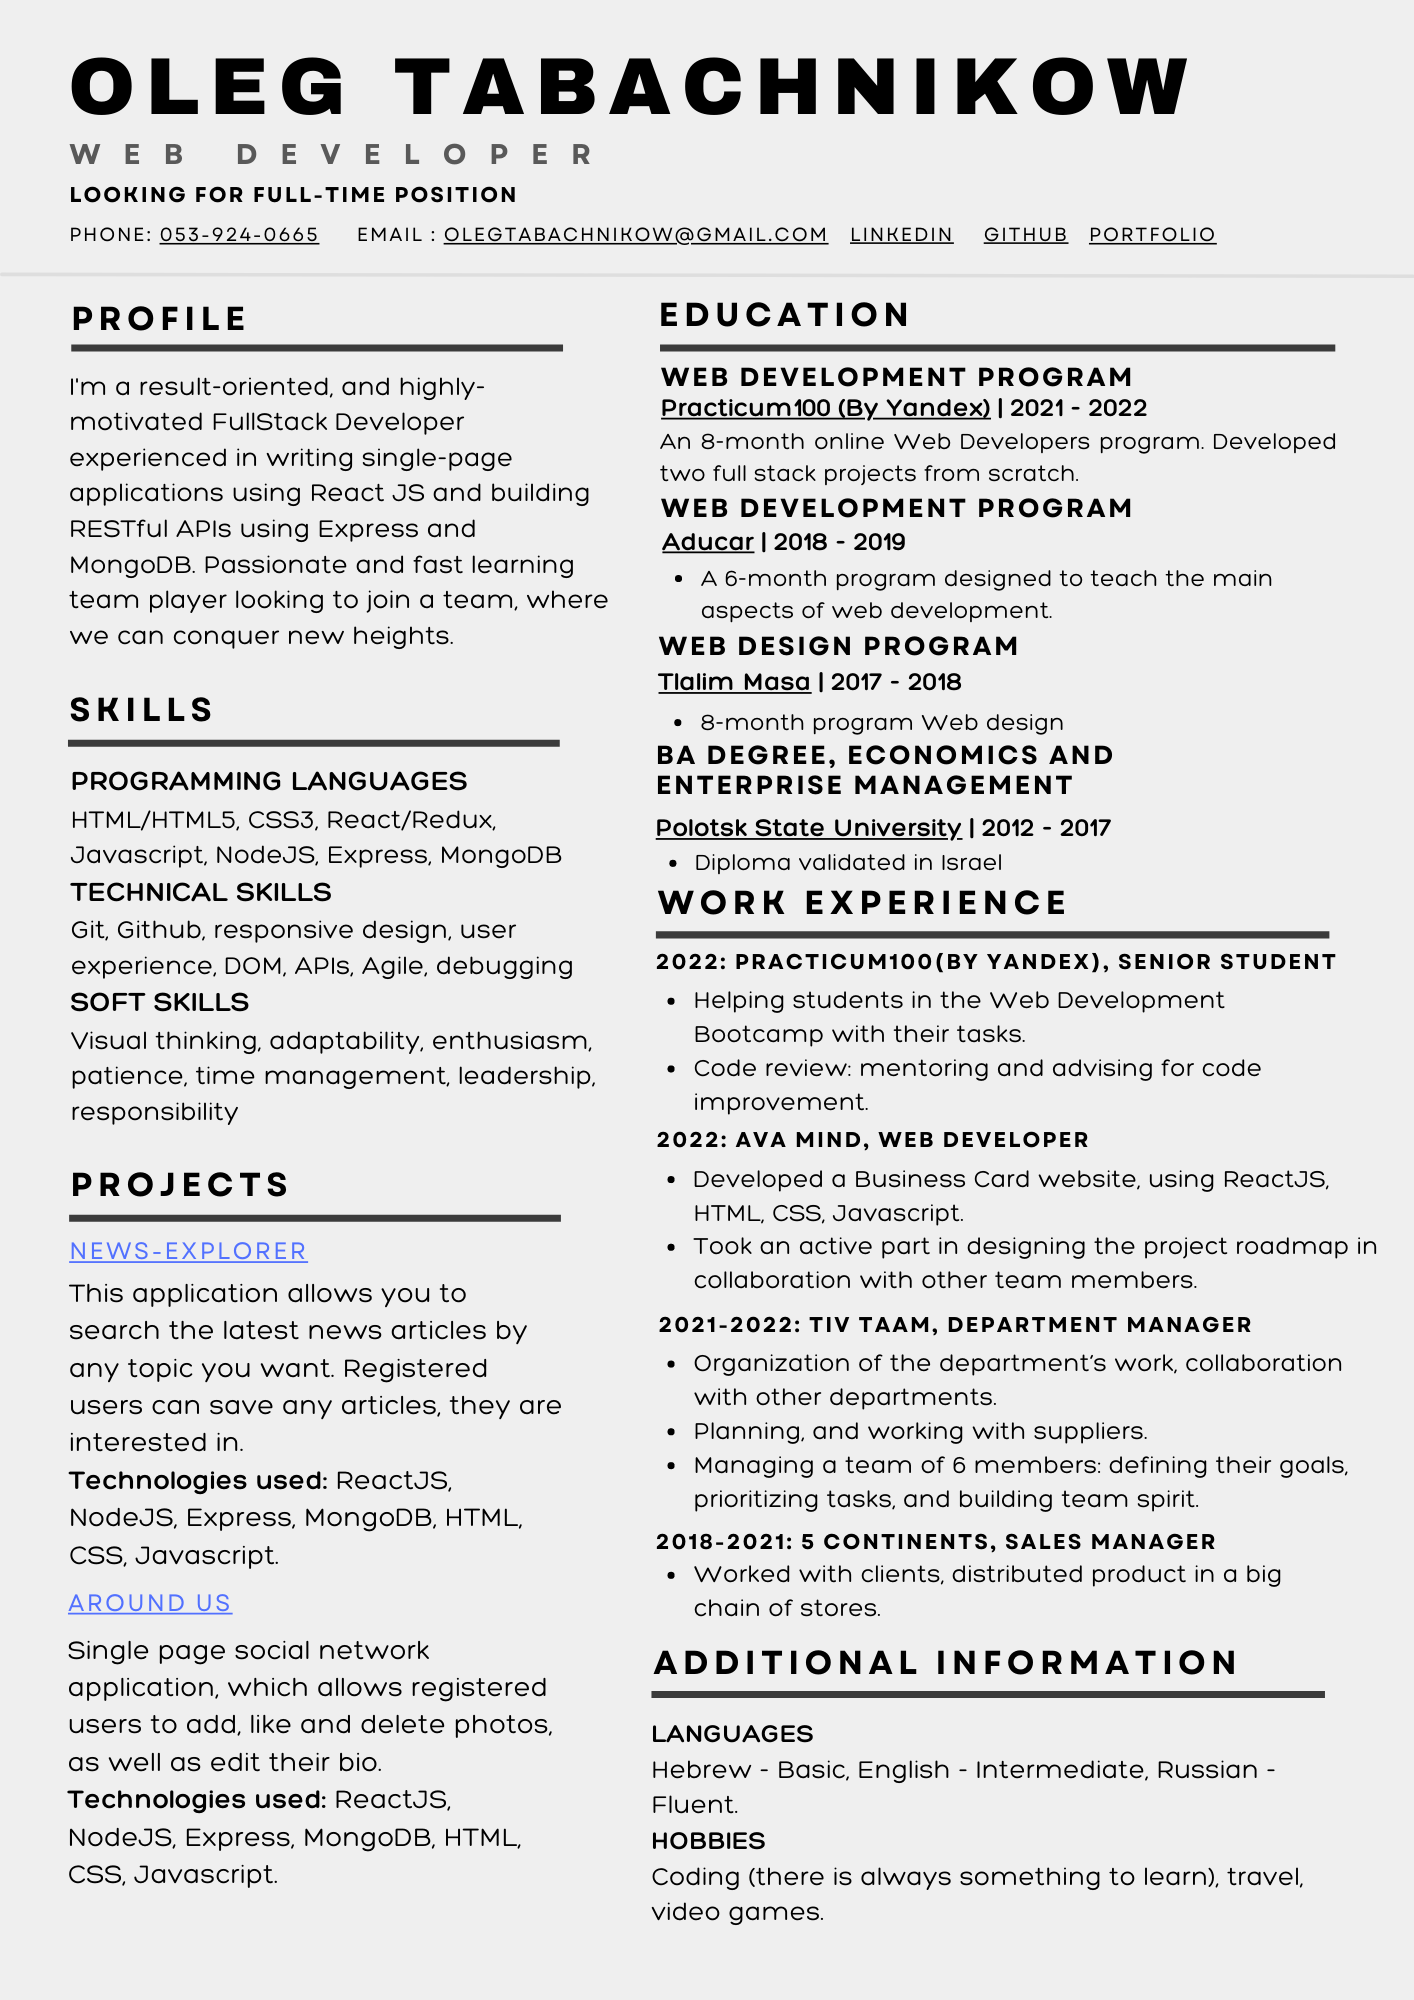 OLEG TABACHNIKOW
WEB DEVELOPER
LOOKING FOR FULL-TIME POSITION
PHONE: 053-924-0665 EMAIL : OLEGTABACHNIKOW@GMAIL.COM LINKEDIN GITHUB PORTFOLIO
PROFILE
I'm a result-oriented, and highly-
motivated FullStack Developer
experienced in writing single-page
applications using React JS and building
RESTful APIs using Express and
MongoDB. Passionate and fast learning
team player looking to join a team, where
we can conquer new heights.
SKILLS
PROGRAMMING LANGUAGES
HTML/HTML5, CSS3, React/Redux,
Javascript, NodeJS, Express, MongoDB
TECHNICAL SKILLS
Git, Github, responsive design, user
experience, DOM, APIs, Agile, debugging
SOFT SKILLS
Visual thinking, adaptability, enthusiasm,
patience, time management, leadership,
responsibility
PROJECTS
NEWS-EXPLORER
This application allows you to
search the latest news articles by
any topic you want. Registered
users can save any articles, they are
interested in.
Technologies used: ReactJS,
NodeJS, Express, MongoDB, HTML,
CSS, Javascript.
AROUND US
Single page social network
application, which allows registered
users to add, like and delete photos,
as well as edit their bio.
Technologies used: ReactJS,
NodeJS, Express, MongoDB, HTML,
CSS, Javascript.
EDUCATION
WEB DEVELOPMENT PROGRAM
Practicum100 (By Yandex) | 2021 - 2022
An 8-month online Web Developers program. Developed
two full stack projects from scratch.
WEB DEVELOPMENT PROGRAM
Aducar | 2018 - 2019
• A 6-month program designed to teach the main
aspects of web development.
WEB DESIGN PROGRAM
Tlalim Masa | 2017 - 2018
• 8-month program Web design
BA DEGREE, ECONOMICS AND
ENTERPRISE MANAGEMENT
Polotsk State University | 2012 - 2017
• Diploma validated in Israel
WORK EXPERIENCE
2022: PRACTICUM100(BY YANDEX), SENIOR STUDENT
• Helping students in the Web Development
Bootcamp with their tasks.
• Code review: mentoring and advising for code
improvement.
2022: AVA MIND, WEB DEVELOPER
• Developed a Business Card website, using ReactJS,
HTML, CSS, Javascript.
• Took an active part in designing the project roadmap in
collaboration with other team members.
2021-2022: TIV TAAM, DEPARTMENT MANAGER
• Organization of the department's work, collaboration
with other departments.
• Planning, and working with suppliers.
• Managing a team of 6 members: defining their goals,
prioritizing tasks, and building team spirit.
2018-2021: 5 CONTINENTS, SALES MANAGER
• Worked with clients, distributed product in a big
chain of stores.
ADDITIONAL INFORMATION
LANGUAGES
Hebrew - Basic, English - Intermediate, Russian -
Fluent.
HOBBIES
Coding (there is always something to learn), travel,
video games.